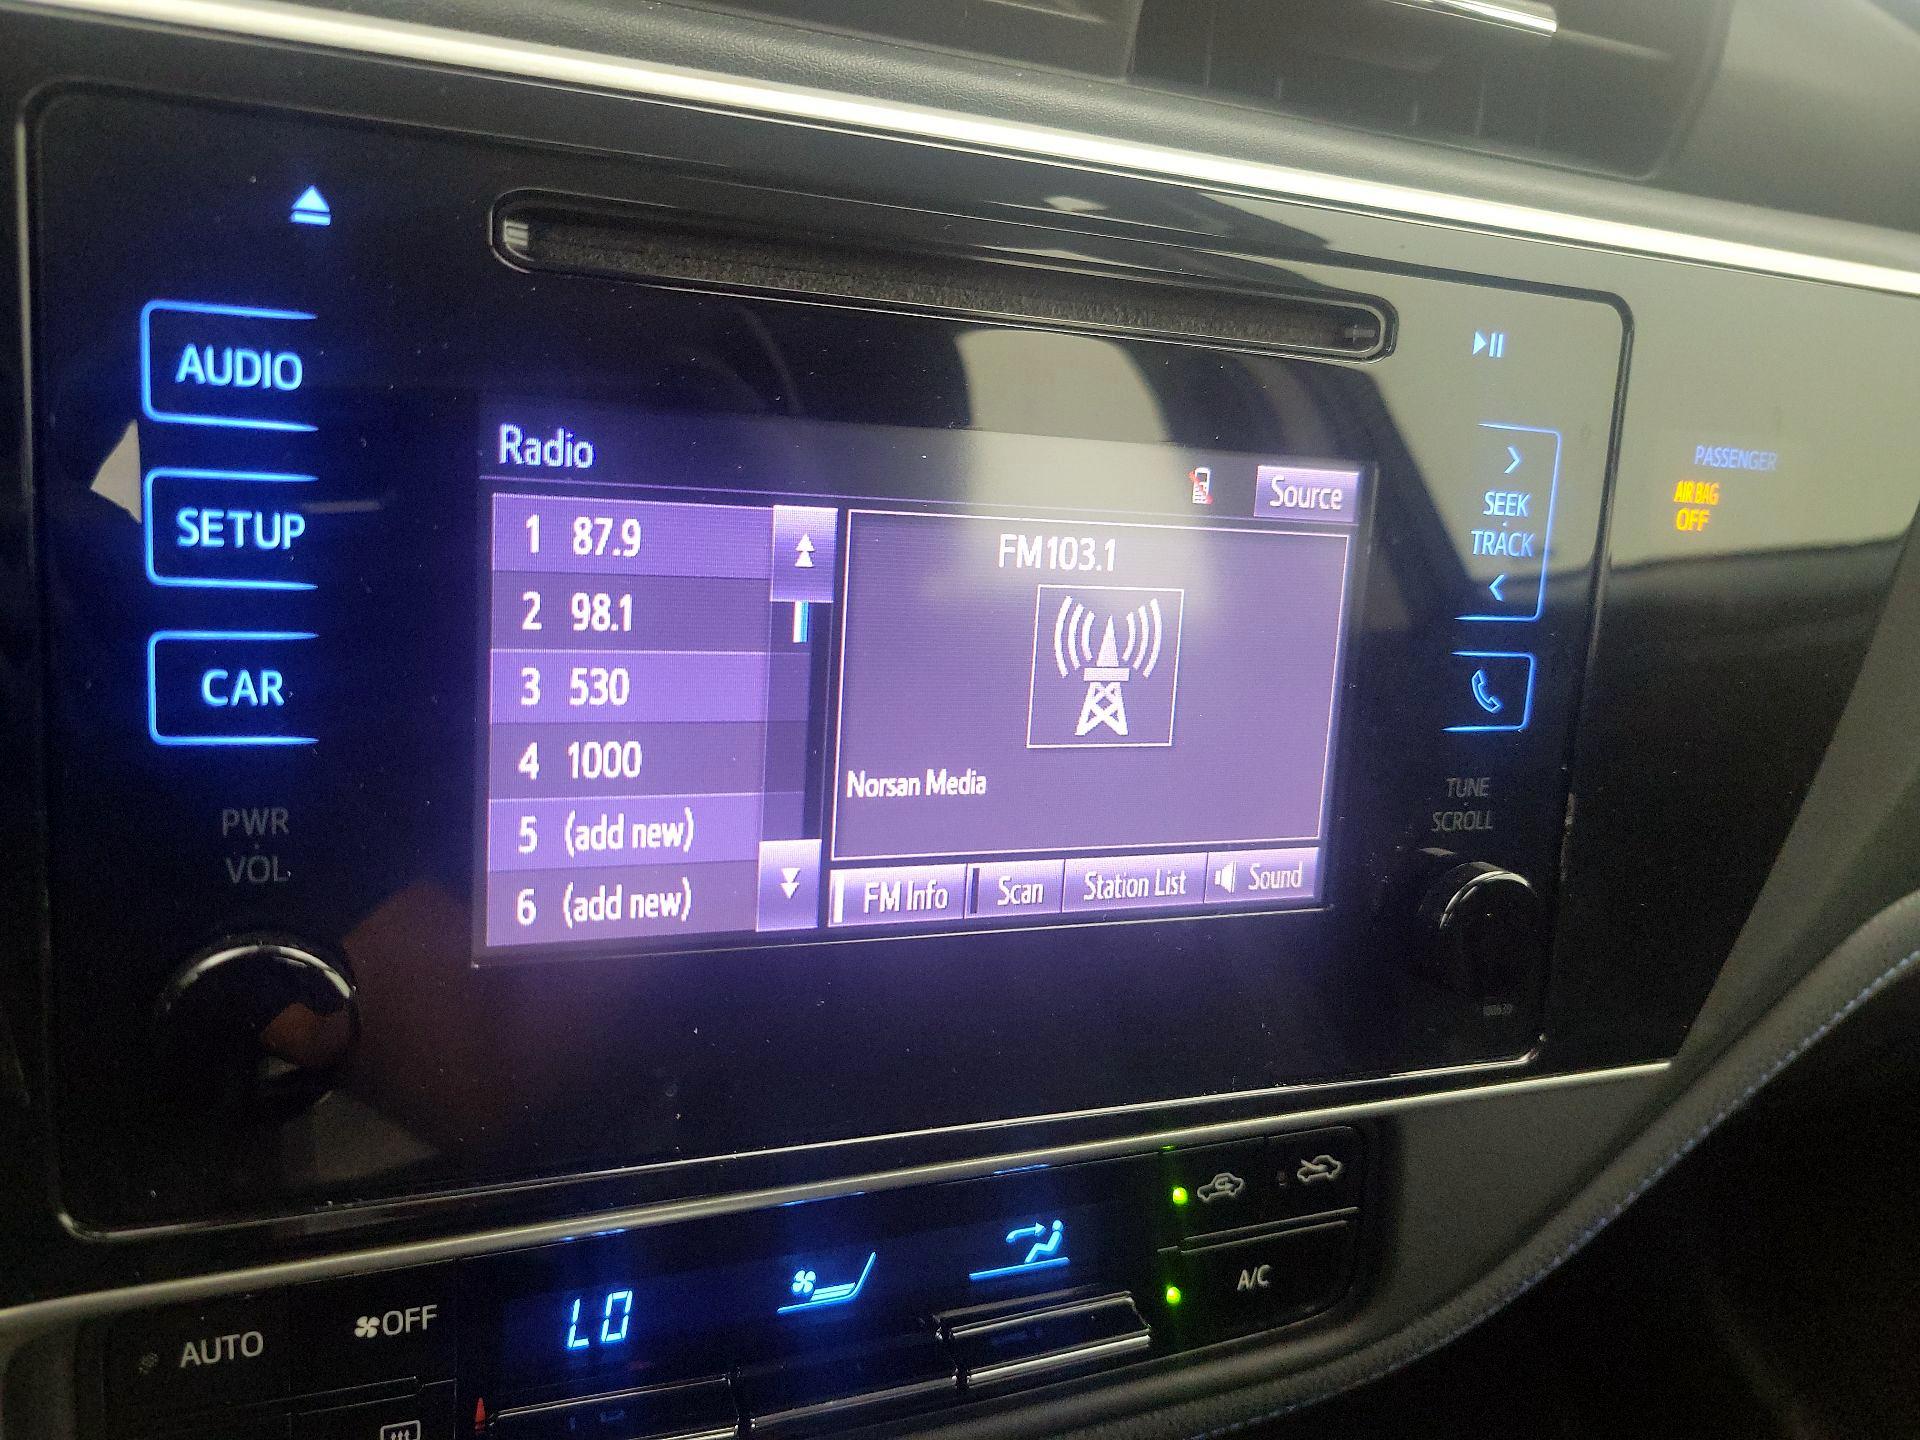 AUDIO
SETUP
CAR
PWR
VOL
Radio
Source
1 87.9
2 98.1
3 530
4 1000
5 (add new)
6 (add new)
FM103.1
Norsan Media
FM Info
Scan
Station List
Sound
SEEK
TRACK
TUNE
SCROLL
PASSENGER
AIR BAG
OFF
AUTO
OFF
LO
A/C